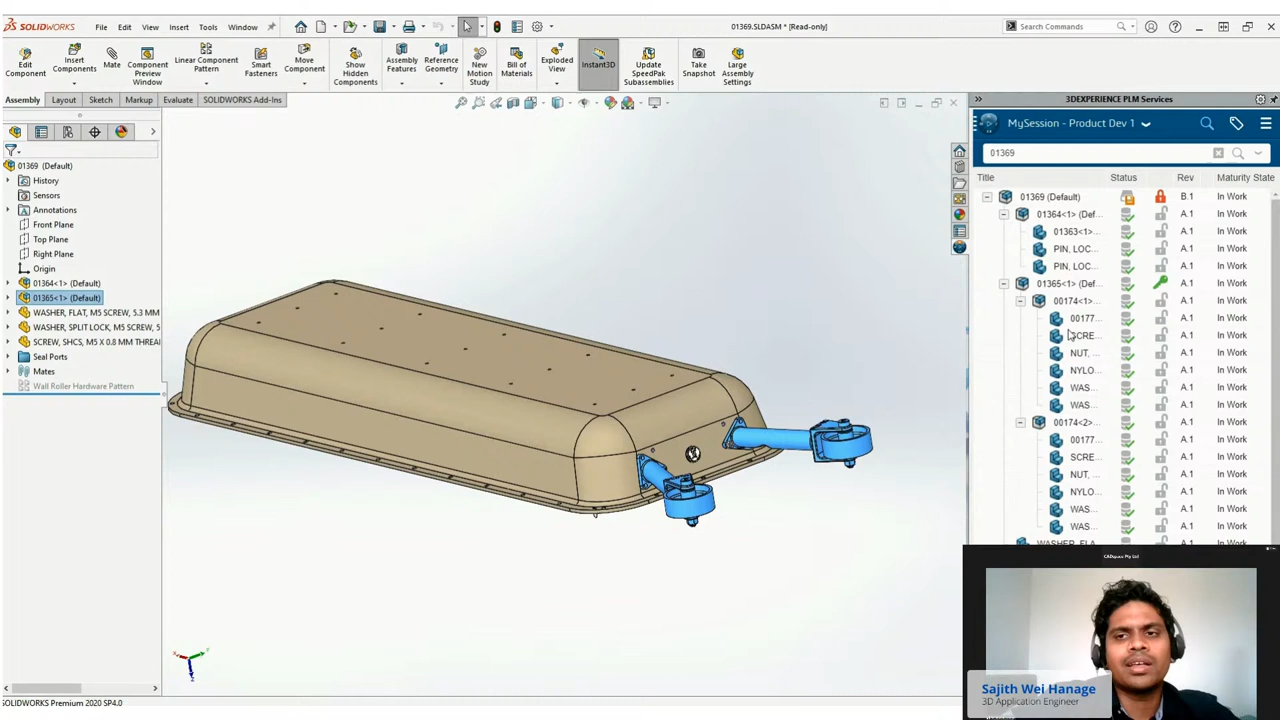 SOLIDWORKS File Edit View Insert Tools Window 01369.SLDASM * [Read-only] Search Commands
Edit Component
Insert Components
Mate
Component Preview Window
Linear Component Pattern
Smart Fasteners
Move Component
Show Hidden Components
Assembly Features
Reference Geometry
New Motion Study
Bill of Materials
Exploded View
Instant3D
Update SpeedPak Subassemblies
Take Snapshot
Large Assembly Settings
Assembly Layout Sketch Markup Evaluate SOLIDWORKS Add-Ins
01369 (Default)
History
Sensors
Annotations
Front Plane
Top Plane
Right Plane
Origin
01364<1> (Default)
01365<1> (Default)
WASHER, FLAT, M5 SCREW, 5.3 MM
WASHER, SPLIT LOCK, M5 SCREW, 5
SCREW, SHCS, M5 X 0.8 MM THREA
Seal Ports
Mates
Wall Roller Hardware Pattern
SOLIDWORKS Premium 2020 SP4.0
3DEXPERIENCE PLM Services
MySession - Product Dev 1
01369
Title Status Rev Maturity State
01369 (Default) B.1 In Work
01364<1> (Def... A.1 In Work
01363<1>... A.1 In Work
PIN, LOC... A.1 In Work
PIN, LOC... A.1 In Work
01365<1> (Def... A.1 In Work
00174<1>... A.1 In Work
00177... A.1 In Work
SCRE... A.1 In Work
NUT, ... A.1 In Work
NYLO... A.1 In Work
WAS... A.1 In Work
WAS... A.1 In Work
00174<2>... A.1 In Work
00177... A.1 In Work
SCRE... A.1 In Work
NUT, ... A.1 In Work
NYLO... A.1 In Work
WAS... A.1 In Work
WAS... A.1 In Work
WASHER, FLA... A.1 In Work
CADspace Pty Ltd
Sajith Wei Hanage
3D Application Engineer